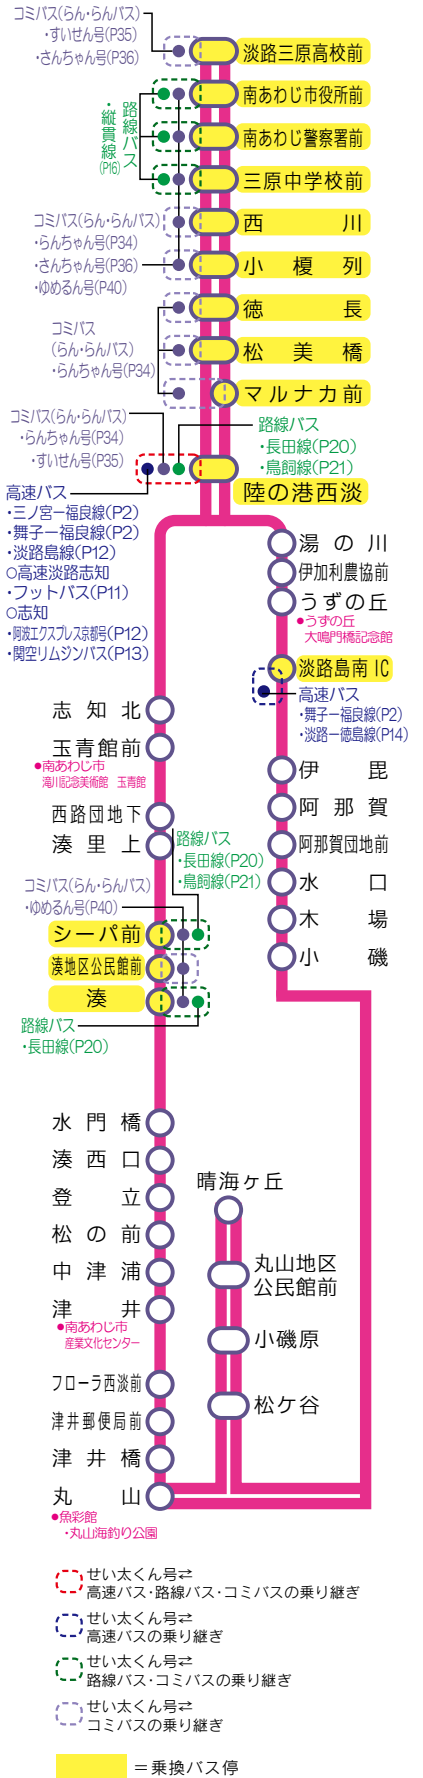 コミバス(らん・らんバス)
・すいせん号(P35)
・さんちゃん号(P36)
淡路三原高校前
南あわじ市役所前
路線バス
・縦貫線
(P16)
南あわじ警察署前
三原中学校前
コミバス(らん・らんバス)
・らんちゃん号(P34)
・さんちゃん号(P36)
・ゆめるん号(P40)
西川
小榎列
コミバス
(らん・らんバス)
・らんちゃん号(P34)
徳長
松美橋
マルナカ前
コミバス(らん・らんバス)
・らんちゃん号(P34)
・すいせん号(P35)
路線バス
・長田線(P20)
・鳥飼線(P21)
陸の港西淡
高速バス
・三ノ宮ー福良線(P2)
・舞子ー福良線(P2)
・淡路島線(P12)
○高速淡路志知
・フットバス(P11)
○志知
・阿波エクスプレス京都号(P12)
・関空リムジンバス(P13)
湯の川
伊加利農協前
うずの丘
●うずの丘
大鳴門橋記念館
淡路島南IC
高速バス
・舞子ー福良線(P2)
・淡路ー徳島線(P14)
志知北
玉青館前
●南あわじ市
滝川記念美術館　玉青館
西路団地下
湊里上
路線バス
・長田線(P20)
・鳥飼線(P21)
コミバス(らん・らんバス)
・ゆめるん号(P40)
シーパ前
湊地区公民館前
湊
路線バス
・長田線(P20)
伊毘
阿那賀
阿那賀団地前
水口
木場
小磯
水門橋
湊西口
登立
松の前
中津浦
津井
●南あわじ市
産業文化センター
フローラ西淡前
津井郵便局前
津井橋
丸山
●魚彩館
・丸山海釣り公園
晴海ヶ丘
丸山地区
公民館前
小磯原
松ケ谷
せい太くん号⇄
高速バス・路線バス・コミバスの乗り継ぎ
せい太くん号⇄
高速バスの乗り継ぎ
せい太くん号⇄
路線バス・コミバスの乗り継ぎ
せい太くん号⇄
コミバスの乗り継ぎ
＝乗換バス停